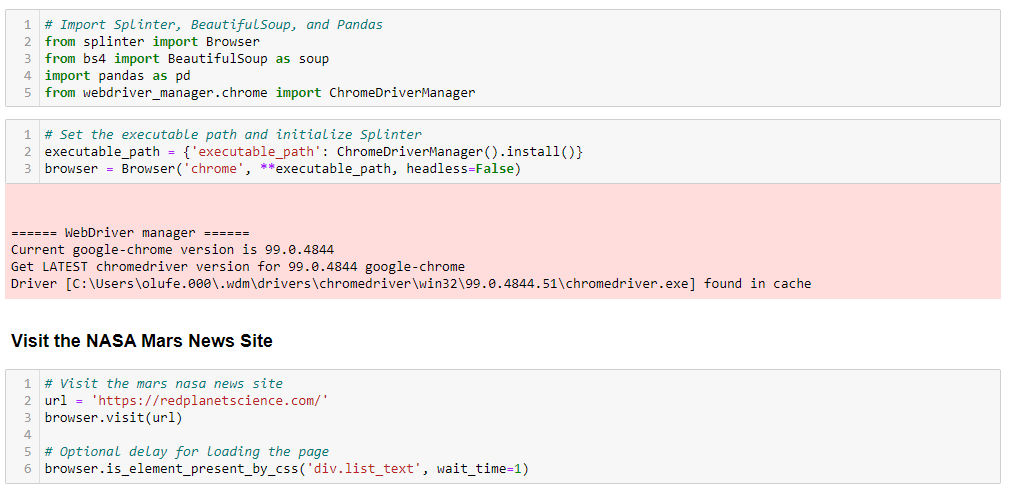 1 # Import Splinter, BeautifulSoup, and Pandas
2 from splinter import Browser
3 from bs4 import BeautifulSoup as soup
4 import pandas as pd
5 from webdriver_manager.chrome import ChromeDriverManager
1 # Set the executable path and initialize Splinter
2 executable_path = {'executable_path': ChromeDriverManager().install()}
3 browser = Browser('chrome', **executable_path, headless=False)
====== WebDriver manager ======
Current google-chrome version is 99.0.4844
Get LATEST chromedriver version for 99.0.4844 google-chrome
Driver [C:\Users\olufe.000\.wdm\drivers\chromedriver\win32\99.0.4844.51\chromedriver.exe] found in cache
Visit the NASA Mars News Site
1 # Visit the mars nasa news site
2 url = 'https://redplanetscience.com/'
3 browser.visit(url)
4
5 # Optional delay for loading the page
6 browser.is_element_present_by_css('div.list_text', wait_time=1)